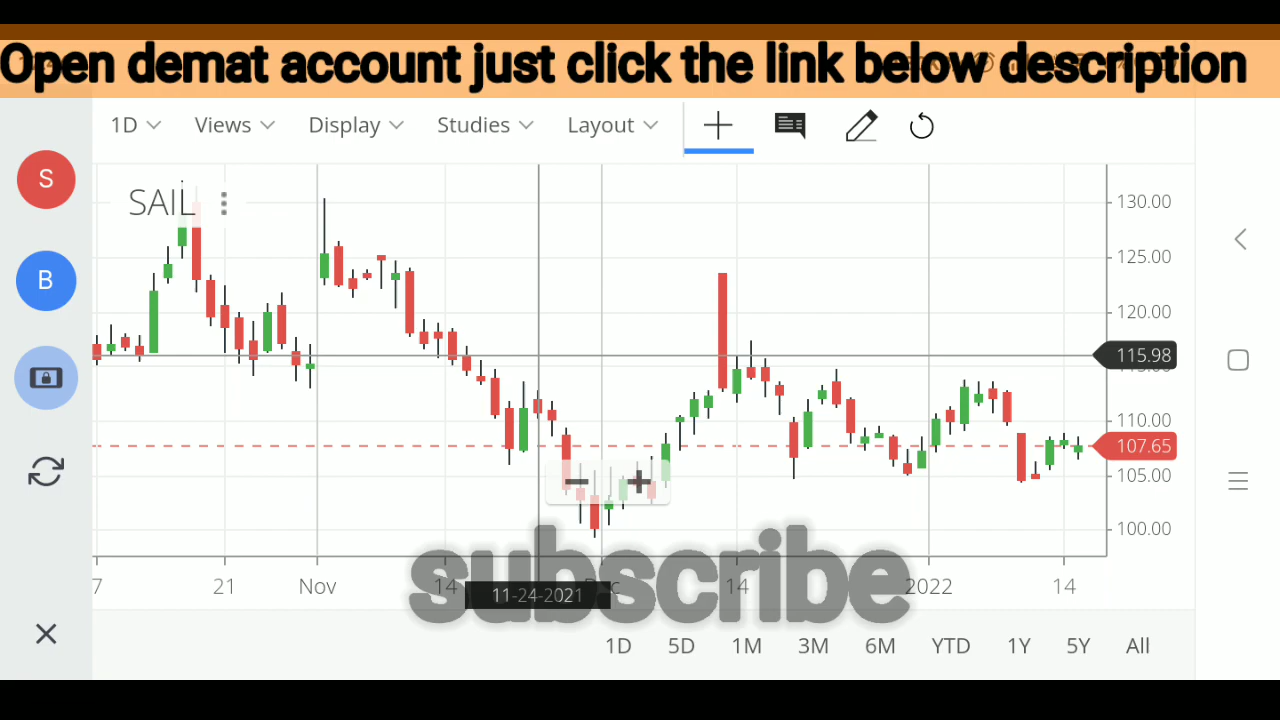 Open demat account just click the link below description
1D Views Display Studies Layout
S
SAIL
B
130.00
125.00
120.00
115.98
110.00
107.65
105.00
100.00
subscribe
7 21 Nov 14 14 2022 14
11-24-2021
1D 5D 1M 3M 6M YTD 1Y 5Y All